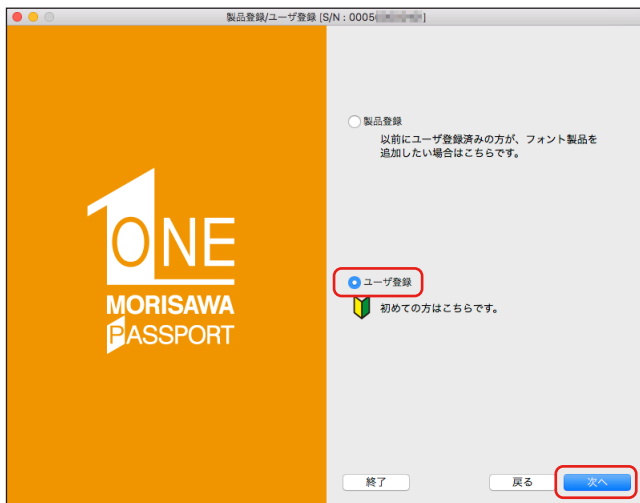 製品登録/ユーザ登録 [S/N : 0005 ]
製品登録
以前にユーザ登録済みの方が、フォント製品を
追加したい場合はこちらです。
ONE
MORISAWA
PASSPORT
ユーザ登録
初めての方はこちらです。
終了
戻る
次へ